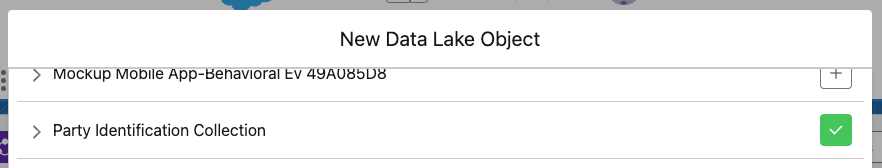 New Data Lake Object
Mockup Mobile App-Behavioral Ev 49A085D8
Party Identification Collection